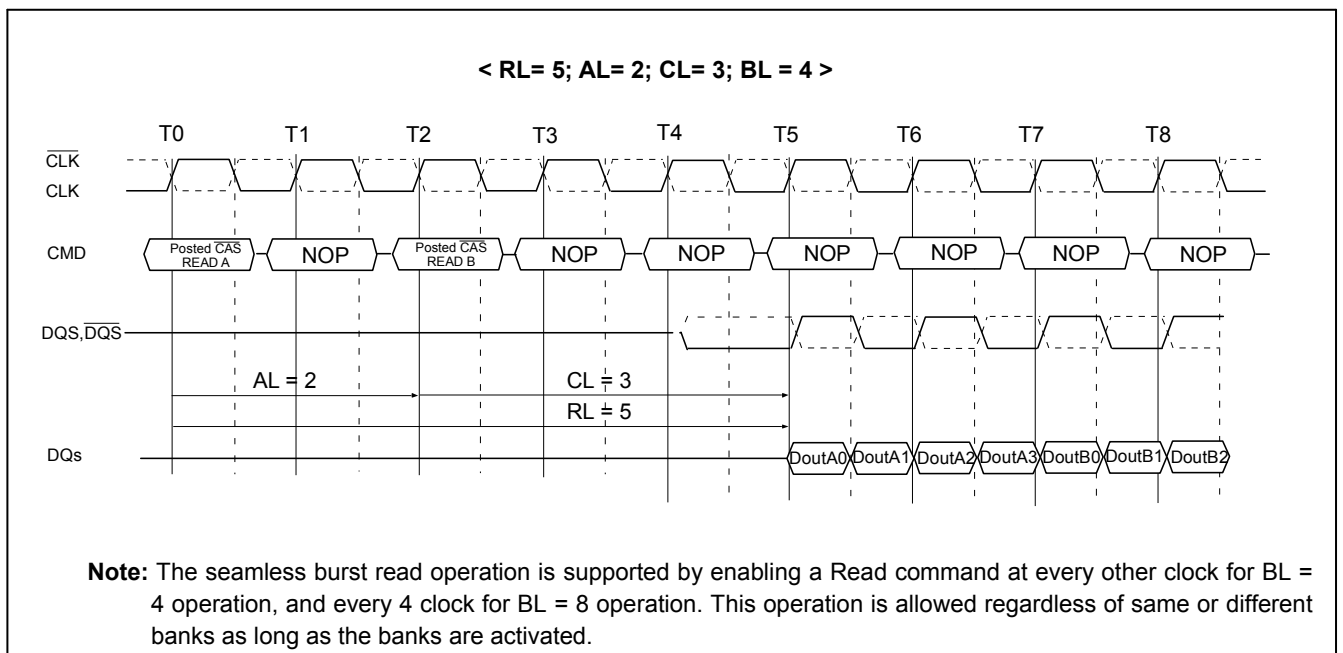 < RL= 5; AL= 2; CL= 3; BL = 4 >
T0 T1 T2 T3 T4 T5 T6 T7 T8
C̅L̅K̅
CLK
CMD
Posted C̅A̅S̅
READ A
NOP
Posted C̅A̅S̅
READ B
NOP
NOP
NOP
NOP
NOP
NOP
DQS,D̅Q̅S̅
AL = 2
CL = 3
RL = 5
DQs
DoutA0 DoutA1 DoutA2 DoutA3 DoutB0 DoutB1 DoutB2
Note: The seamless burst read operation is supported by enabling a Read command at every other clock for BL =
4 operation, and every 4 clock for BL = 8 operation. This operation is allowed regardless of same or different
banks as long as the banks are activated.